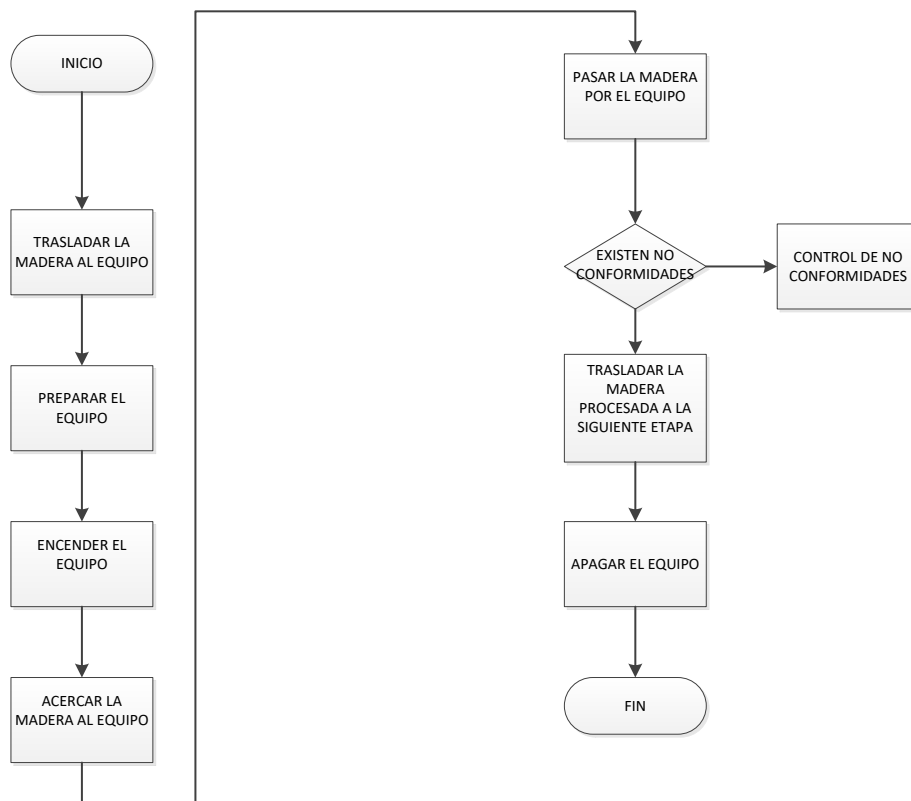 INICIO
TRASLADAR LA
MADERA AL EQUIPO
PREPARAR EL
EQUIPO
ENCENDER EL
EQUIPO
ACERCAR LA
MADERA AL EQUIPO
PASAR LA MADERA
POR EL EQUIPO
EXISTEN NO
CONFORMIDADES
CONTROL DE NO
CONFORMIDADES
TRASLADAR LA
MADERA
PROCESADA A LA
SIGUIENTE ETAPA
APAGAR EL EQUIPO
FIN